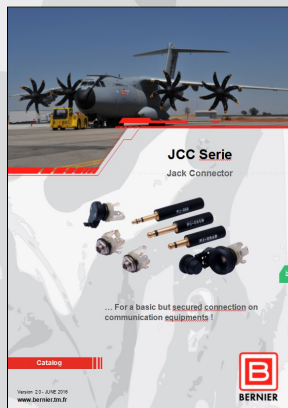 JCC Serie
Jack Connector
... For a basic but secured connection on
communication equipments !
Catalog
Version 2.0 - JUNE 2016
www.bernier.tm.fr
B
BERNIER